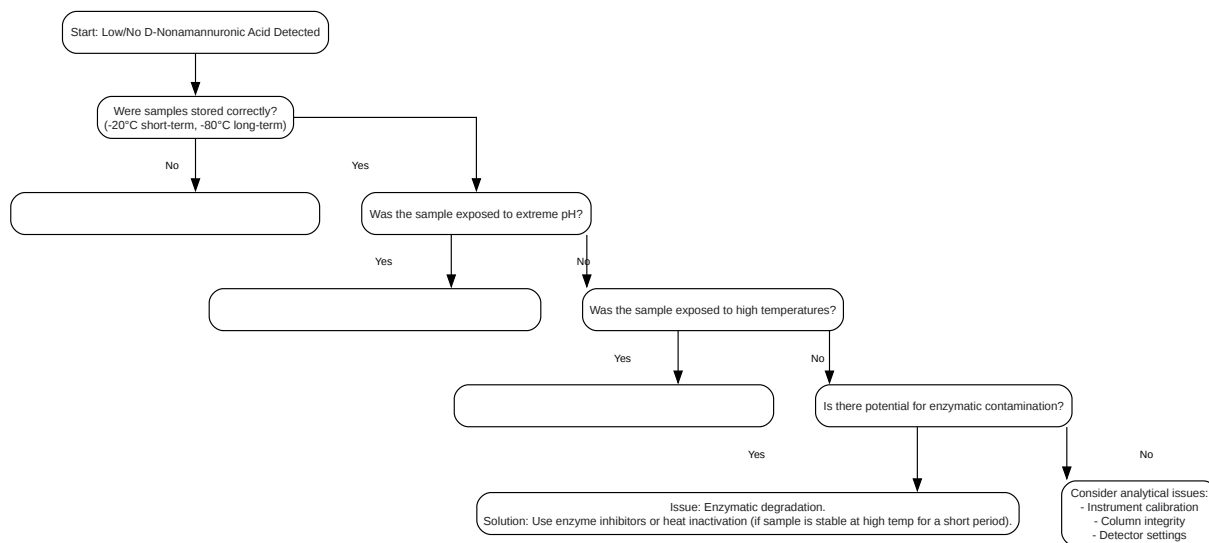 Start: Low/No D-Nonamannuronic Acid Detected
Were samples stored correctly?
(-20°C short-term, -80°C long-term)
No
Yes
Was the sample exposed to extreme pH?
Yes
No
Was the sample exposed to high temperatures?
Yes
No
Is there potential for enzymatic contamination?
Yes
No
Issue: Enzymatic degradation.
Solution: Use enzyme inhibitors or heat inactivation (if sample is stable at high temp for a short period).
Consider analytical issues:
- Instrument calibration
- Column integrity
- Detector settings